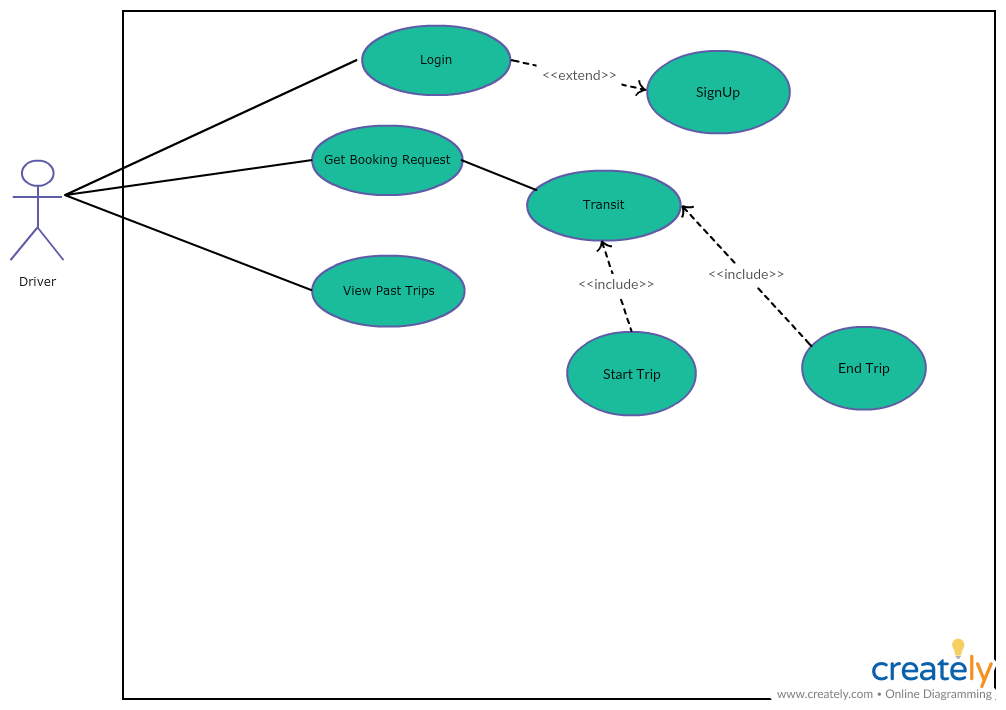 Login
<<extend>>
SignUp
Get Booking Request
Transit
Driver
<<include>>
<<include>>
View Past Trips
Start Trip
End Trip
creately
www.creately.com • Online Diagramming